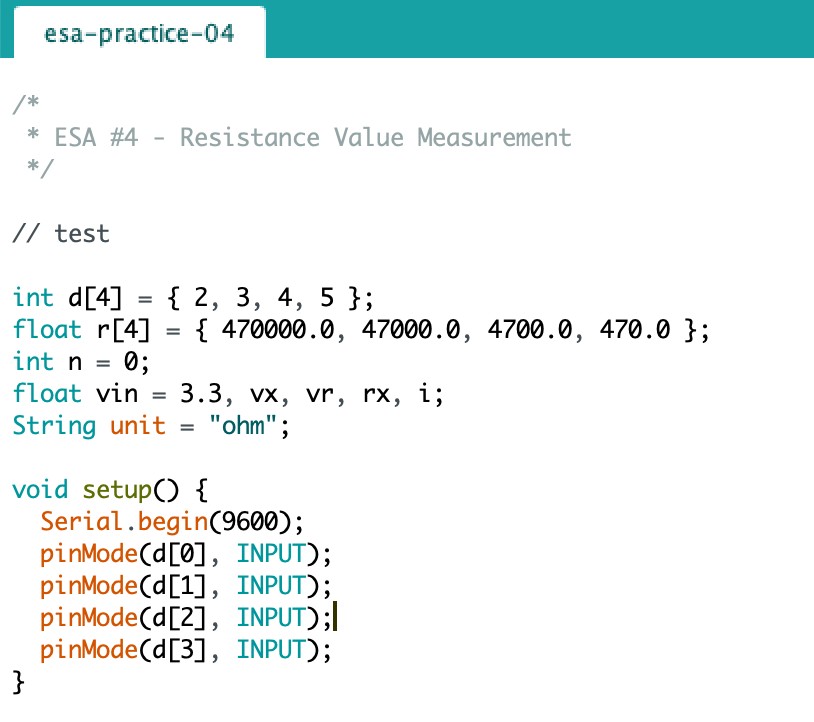 esa-practice-04
/*
 * ESA #4 - Resistance Value Measurement
 */
// test
int d[4] = { 2, 3, 4, 5 };
float r[4] = { 470000.0, 47000.0, 4700.0, 470.0 };
int n = 0;
float vin = 3.3, vx, vr, rx, i;
String unit = "ohm";
void setup() {
  Serial.begin(9600);
  pinMode(d[0], INPUT);
  pinMode(d[1], INPUT);
  pinMode(d[2], INPUT);
  pinMode(d[3], INPUT);
}